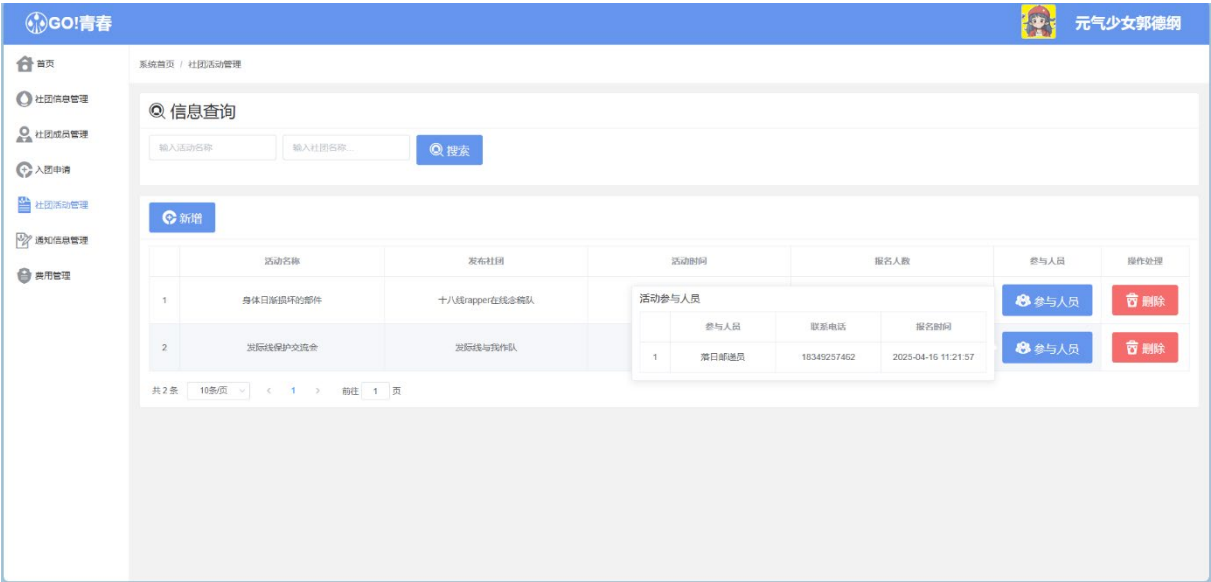 GO!青春
元气少女郭德纲
首页
社团信息管理
社团成员管理
入团申请
社团活动管理
通知信息管理
费用管理
系统首页 / 社团活动管理
信息查询
输入活动名称 输入社团名称... 搜索
新增
活动名称 发布社团 活动时间 报名人数 参与人员 操作处理
1 身体日渐损坏的部件 十八线rapper在线念稿队 参与人员 删除
2 发际线保护交流会 发际线与我作队 参与人员 删除
活动参与人员
参与人员 联系电话 报名时间
1 落日邮递员 18349257462 2025-04-16 11:21:57
共 2 条 10条/页 < 1 > 前往 1 页